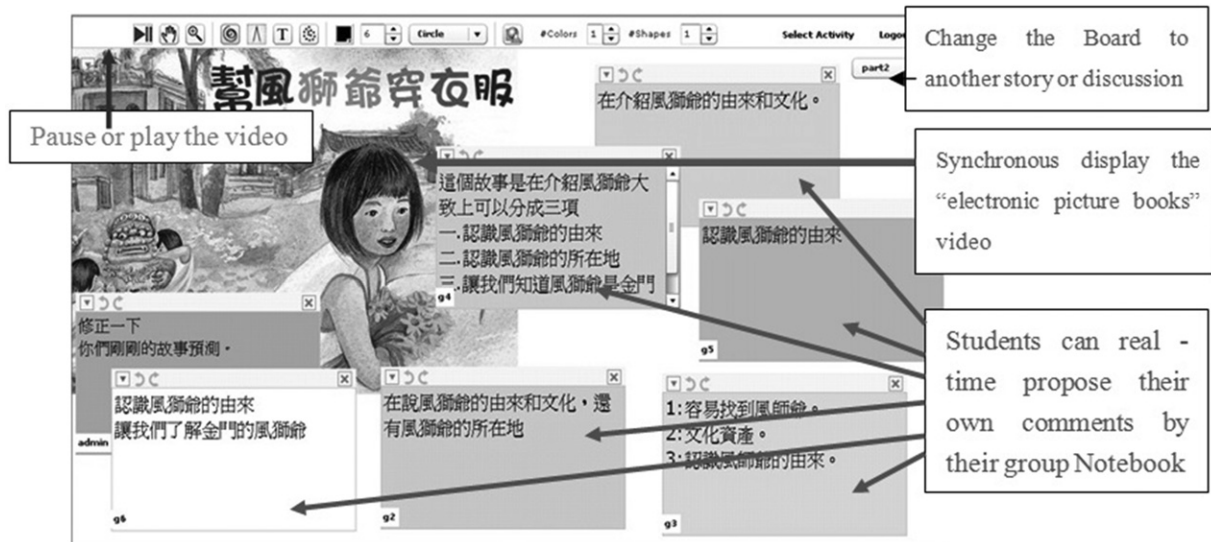 6
Circle
#Colors 1
#Shapes 1
Select Activity
part2
Change the Board to
another story or discussion
Pause or play the video
幫風獅爺穿衣服
在介紹風獅爺的由來和文化。
Synchronous display the
“electronic picture books”
video
這個故事是在介紹風獅爺大
致上可以分成三項
一.認識風獅爺的由來
二.認識風獅爺的所在地
三.讓我們知道風獅爺是金門
g4
認識風獅爺的由來
g5
修正一下
你們剛剛的故事預測。
admin
認識風獅爺的由來
讓我們了解金門的風獅爺
g6
在說風獅爺的由來和文化，還
有風獅爺的所在地
g2
1:容易找到風師爺。
2:文化資產。
3:認識風師爺的由來。
g3
Students can real -
time propose their
own comments by
their group Notebook